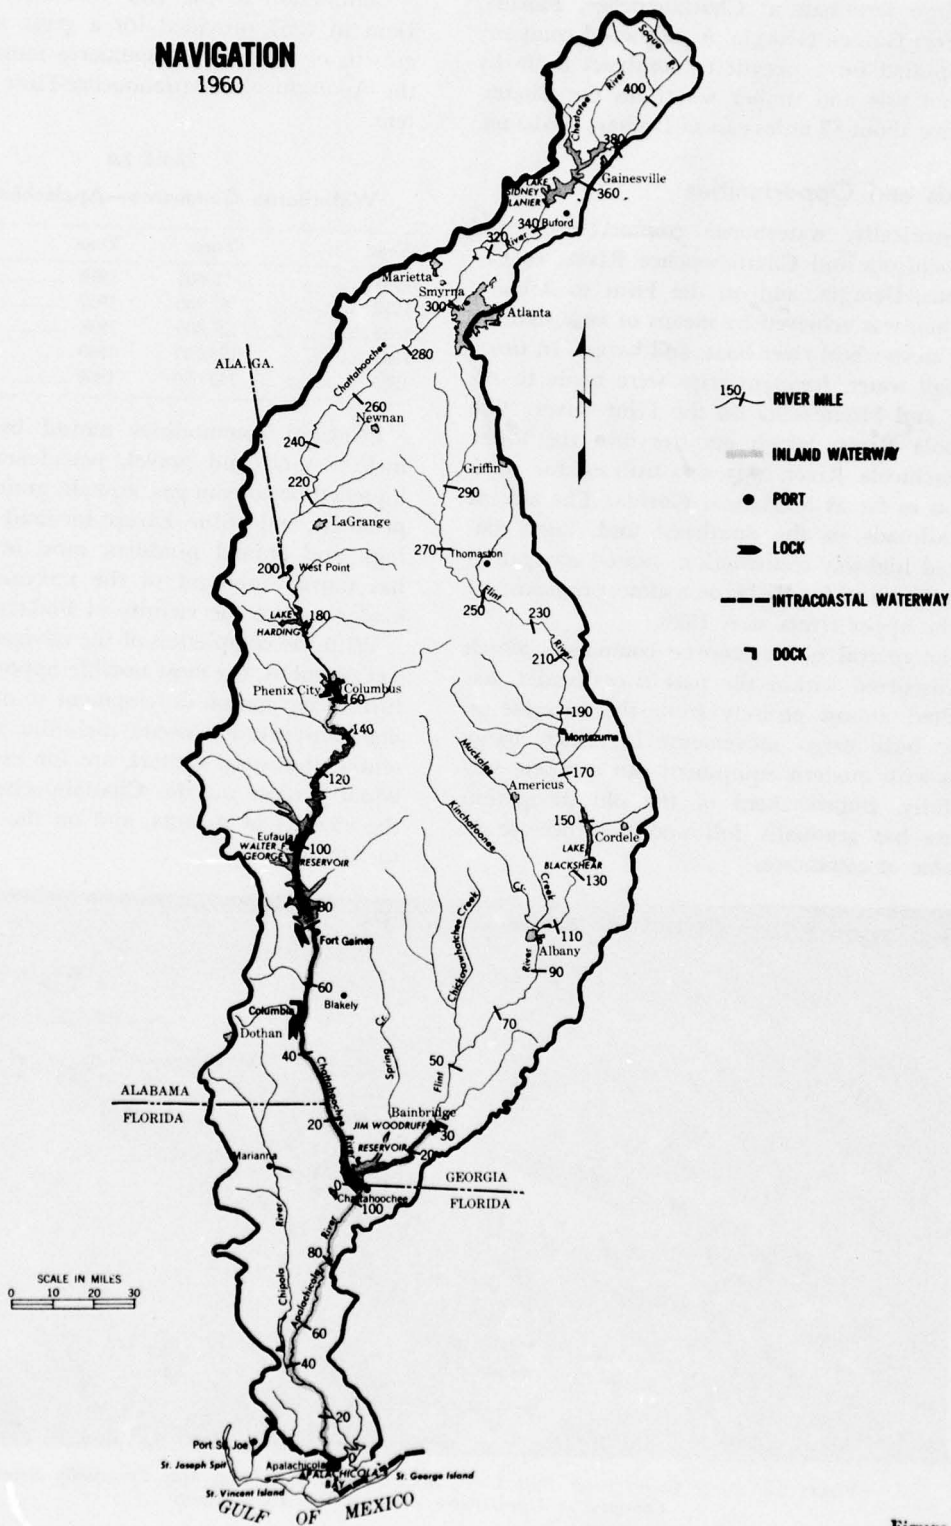 NAVIGATION
1960
Soque R.
Chestatee River
400
380
Gainesville
LAKE SIDNEY LANIER
360
340
Buford
River
320
Marietta
Smyrna
300
Atlanta
Chattahoochee
280
ALA. GA.
260
Newnan
240
Griffin
220
290
LaGrange
270
Thomaston
200
West Point
Flint
250
230
LAKE HARDING
180
River
210
Phenix City
Columbus
160
190
140
Montezuma
Muckalee
170
120
Americus
Kinchafoonee
150
Cordele
Eufaula
WALTER F. GEORGE
100
RESERVOIR
LAKE BLACKSHEAR
130
Cr.
Creek
80
Fort Gaines
Chickasawhatchee Creek
110
Albany
River
90
60
Blakely
Columbia
Cr.
70
Dothan
40
Spring
50
Chattahoochee River
Flint
ALABAMA
FLORIDA
20
Bainbridge
JIM WOODRUFF
RESERVOIR
30
20
Marianna
0
GEORGIA
FLORIDA
Chattahoochee
100
River
River
80
Chipola
Apalachicola
60
40
20
0
Port St. Joe
Apalachicola
St. Joseph Spit
APALACHICOLA BAY
St. George Island
St. Vincent Island
GULF OF MEXICO
150
RIVER MILE
INLAND WATERWAY
PORT
LOCK
INTRACOASTAL WATERWAY
DOCK
SCALE IN MILES
0 10 20 30